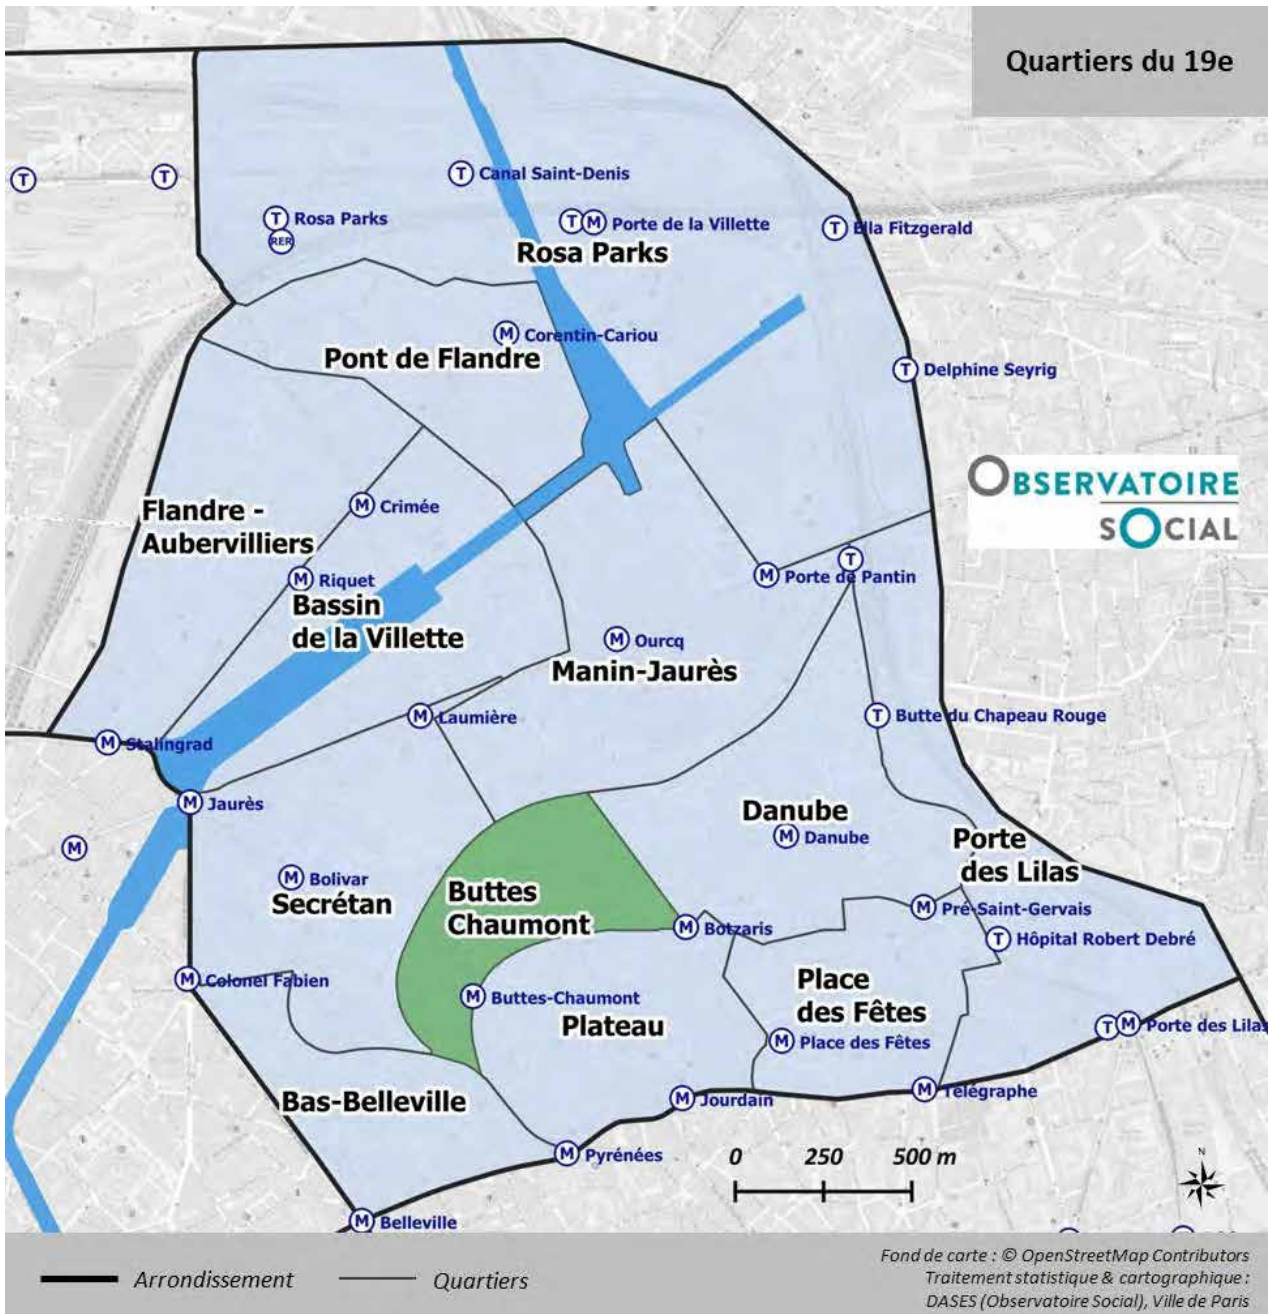 Quartiers du 19e
T
T
T Canal Saint-Denis
T Rosa Parks
RER
T M Porte de la Villette
T Ella Fitzgerald
Rosa Parks
M Corentin-Cariou
Pont de Flandre
T Delphine Seyrig
OBSERVATOIRE
SOCIAL
M Crimée
Flandre -
Aubervilliers
M Riquet
T
M Porte de Pantin
Bassin
de la Villette
M Ourcq
Manin-Jaurès
M Laumière
T Butte du Chapeau Rouge
M Stalingrad
M Jaurès
M
Danube
M Danube
Porte
des Lilas
M Bolivar
Secrétan
Buttes
Chaumont
M Pré-Saint-Gervais
M Botzaris
T Hôpital Robert Debré
M Colonel Fabien
M Buttes-Chaumont
Place
des Fêtes
Plateau
T M Porte des Lilas
M Place des Fêtes
Bas-Belleville
M Jourdain
M Télégraphe
M Pyrénées
0 250 500 m
N
M Belleville
Arrondissement
Quartiers
Fond de carte : © OpenStreetMap Contributors
Traitement statistique & cartographique :
DASES (Observatoire Social), Ville de Paris